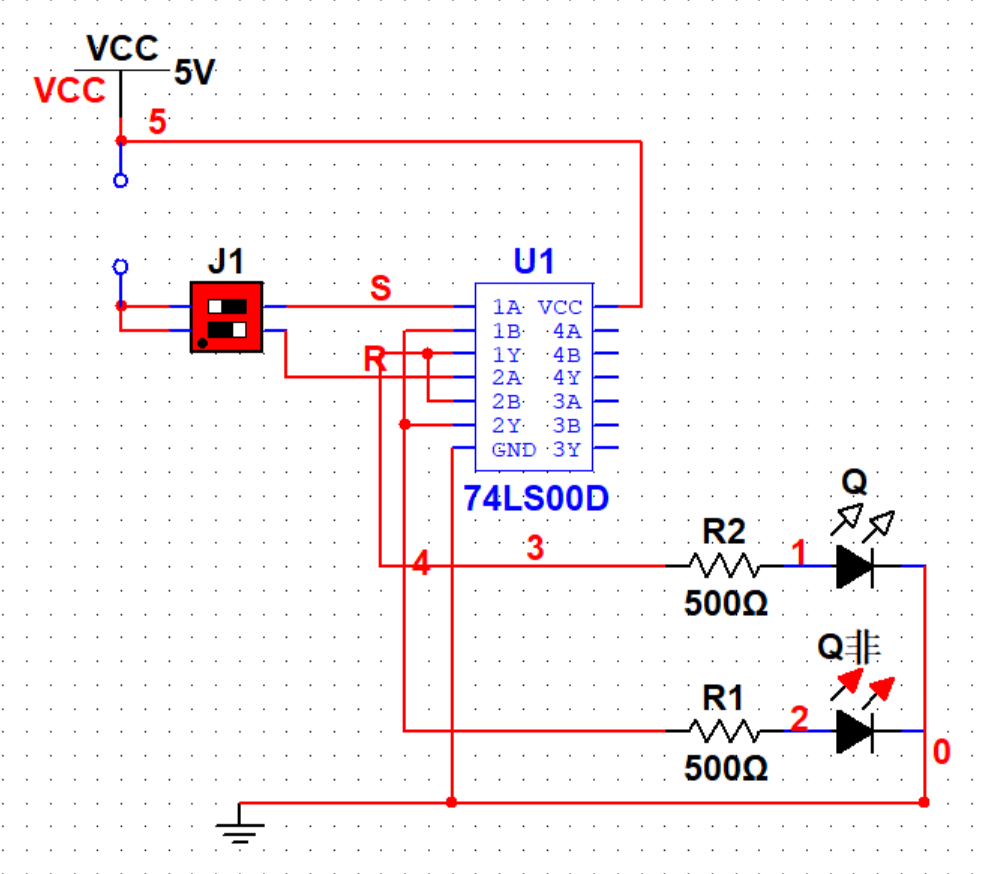 VCC
5V
VCC
5
J1
U1
S
1A VCC
1B 4A
1Y 4B
R
2A 4Y
2B 3A
2Y 3B
GND 3Y
74LS00D
Q
R2
3
1
4
500Ω
Q非
R1
2
0
500Ω